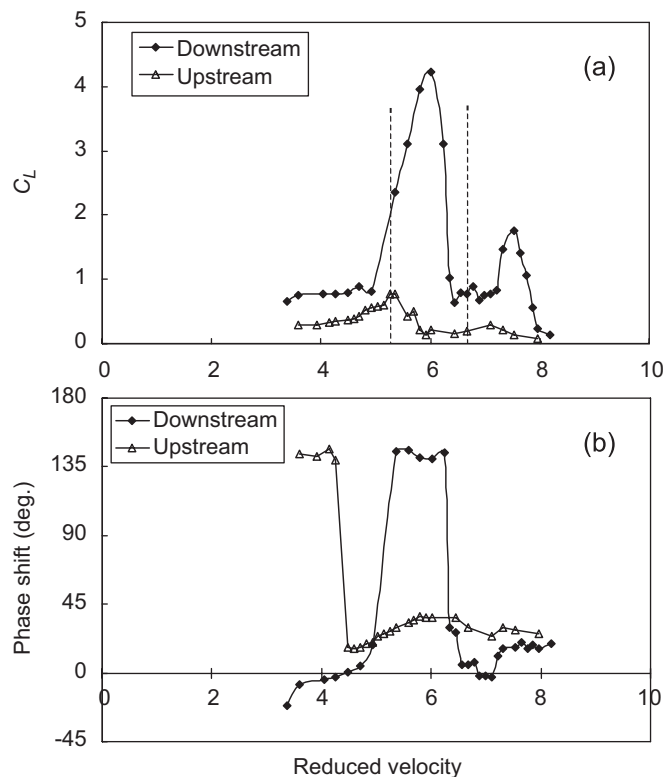 5
4
3
2
1
0
C_L
Downstream
Upstream
(a)
0 2 4 6 8 10
180
135
90
45
0
-45
Phase shift (deg.)
Downstream
Upstream
(b)
0 2 4 6 8 10
Reduced velocity